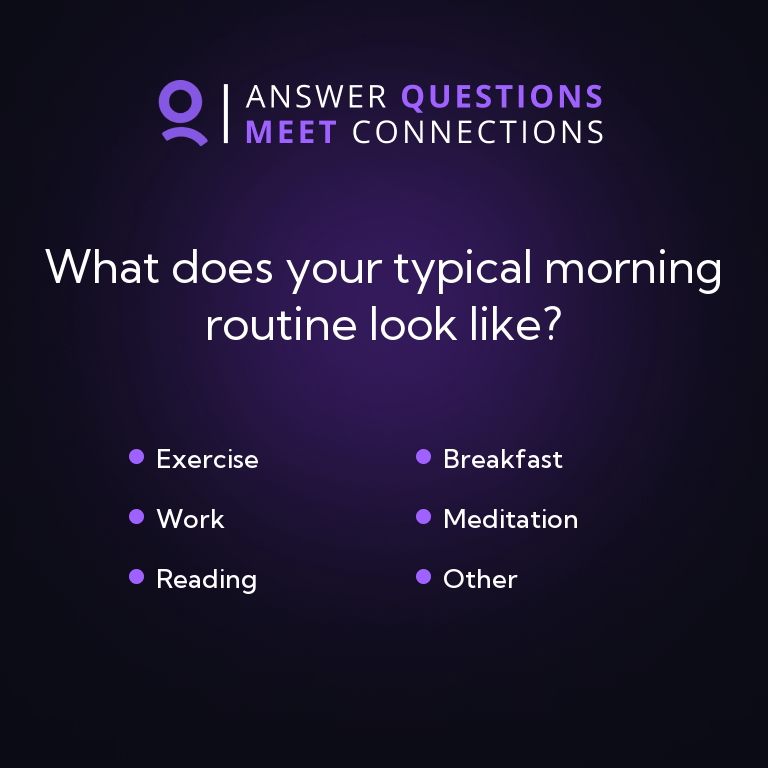 ANSWER QUESTIONS
MEET CONNECTIONS
What does your typical morning
routine look like?
Exercise
Breakfast
Work
Meditation
Reading
Other